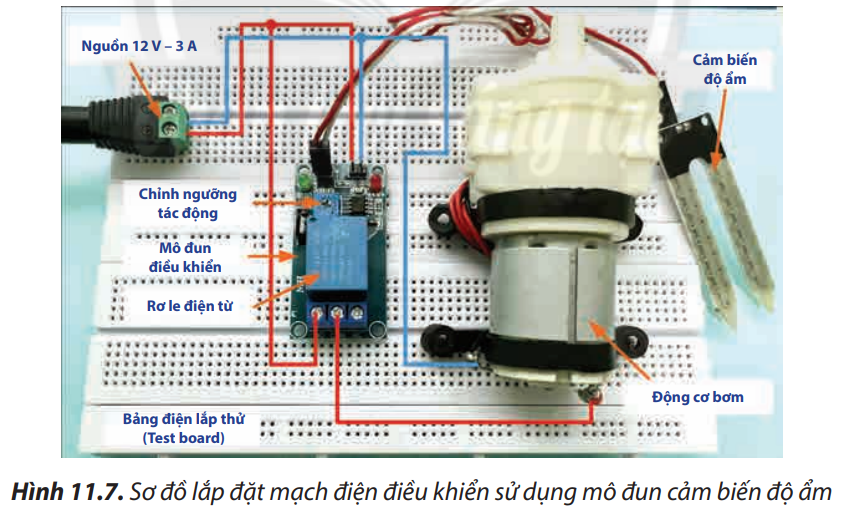 Nguồn 12 V – 3 A
Cảm biến
độ ẩm
Chỉnh ngưỡng
tác động
Mô đun
điều khiển
Rơ le điện từ
Động cơ bơm
Bảng điện lắp thử
(Test board)
Hình 11.7. Sơ đồ lắp đặt mạch điện điều khiển sử dụng mô đun cảm biến độ ẩm